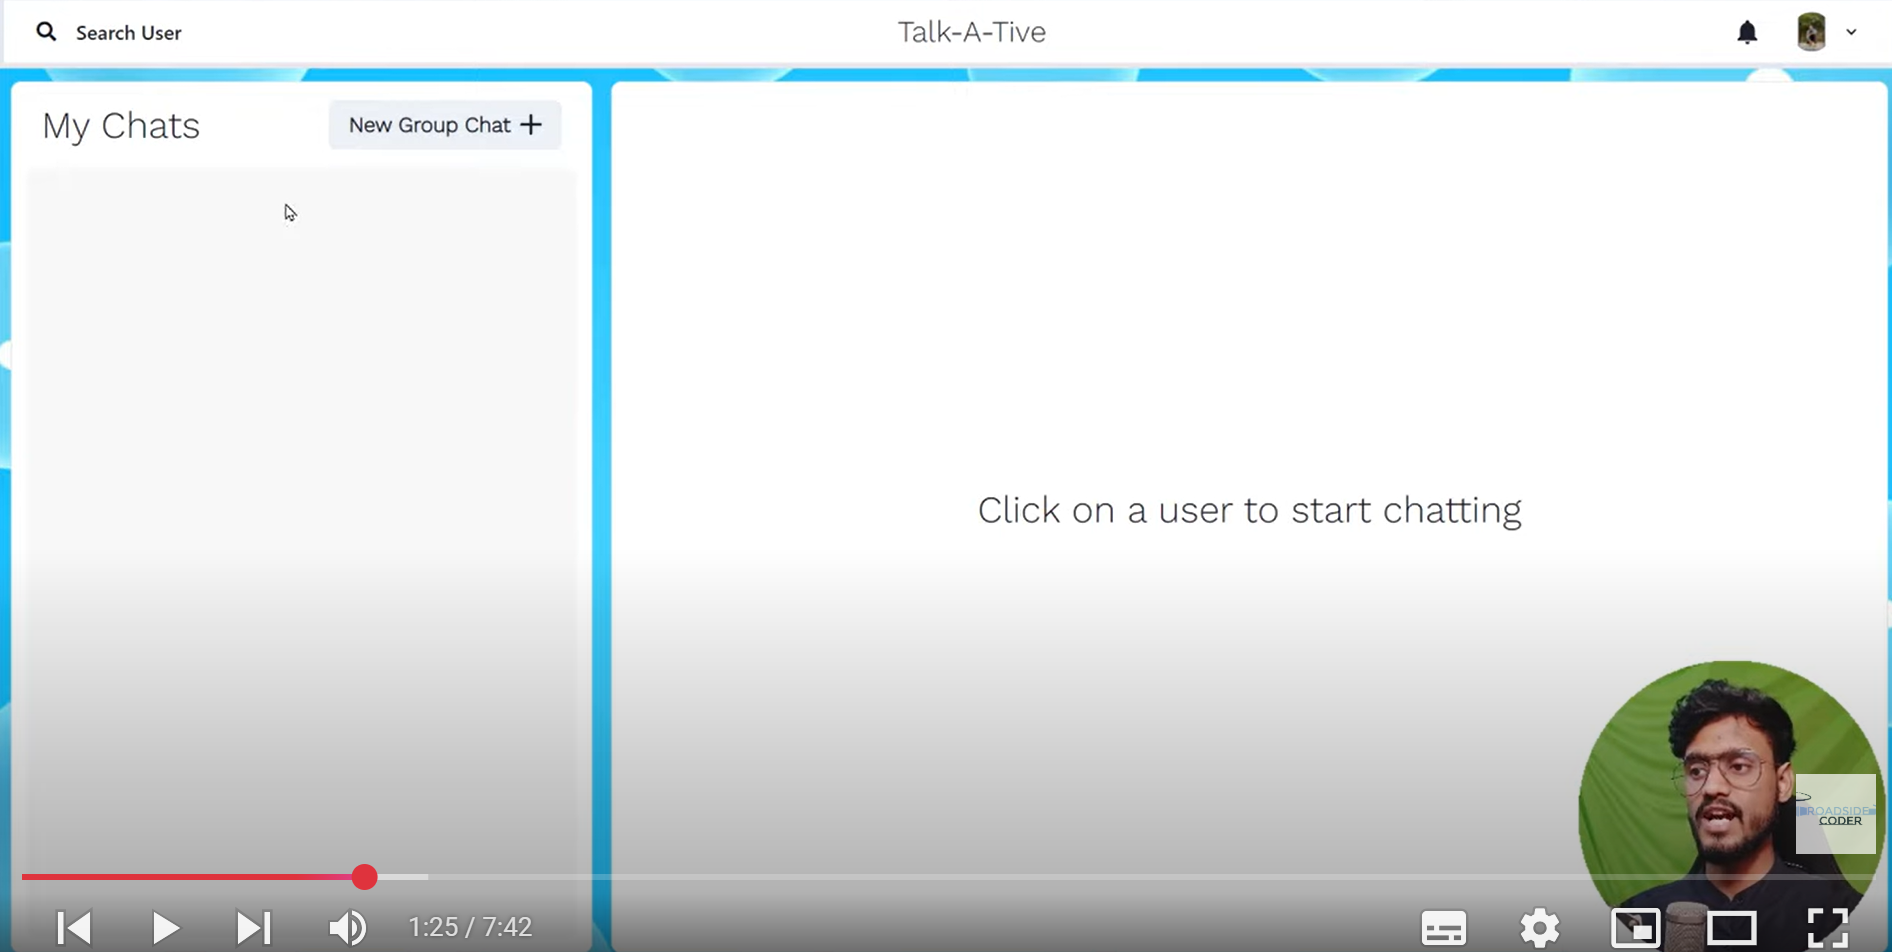 Search User
Talk-A-Tive
My Chats
New Group Chat +
Click on a user to start chatting
ROADSIDE
CODER
1:25 / 7:42